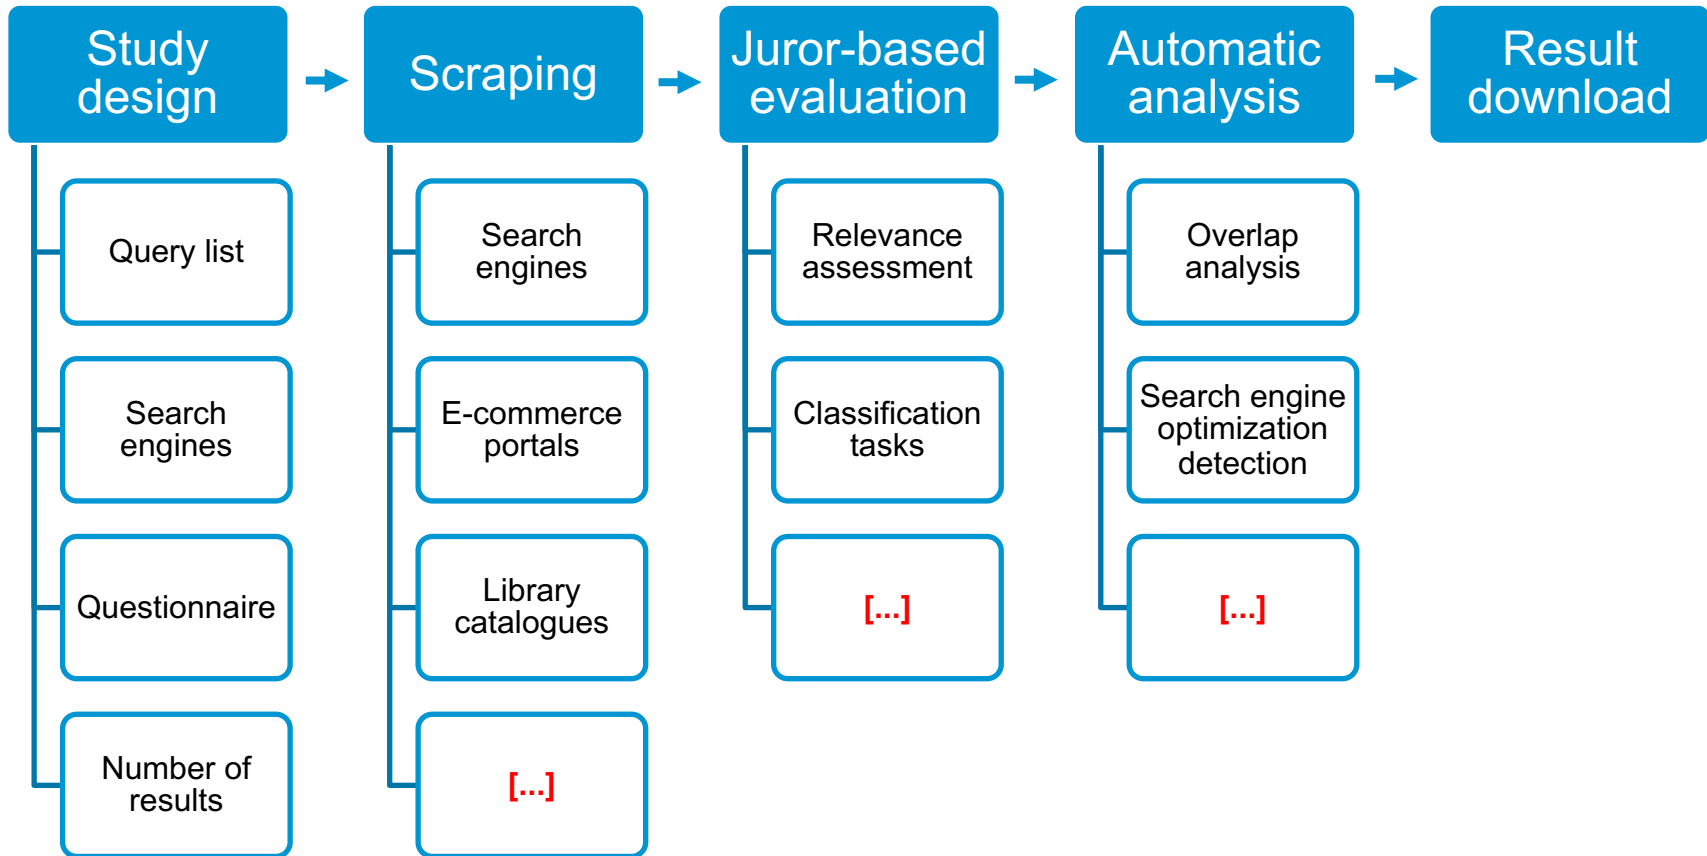 Study
design
Scraping
Juror-based
evaluation
Automatic
analysis
Result
download
Query list
Search
engines
Questionnaire
Number of
results
Search
engines
E-commerce
portals
Library
catalogues
[...]
Relevance
assessment
Classification
tasks
[...]
Overlap
analysis
Search engine
optimization
detection
[...]